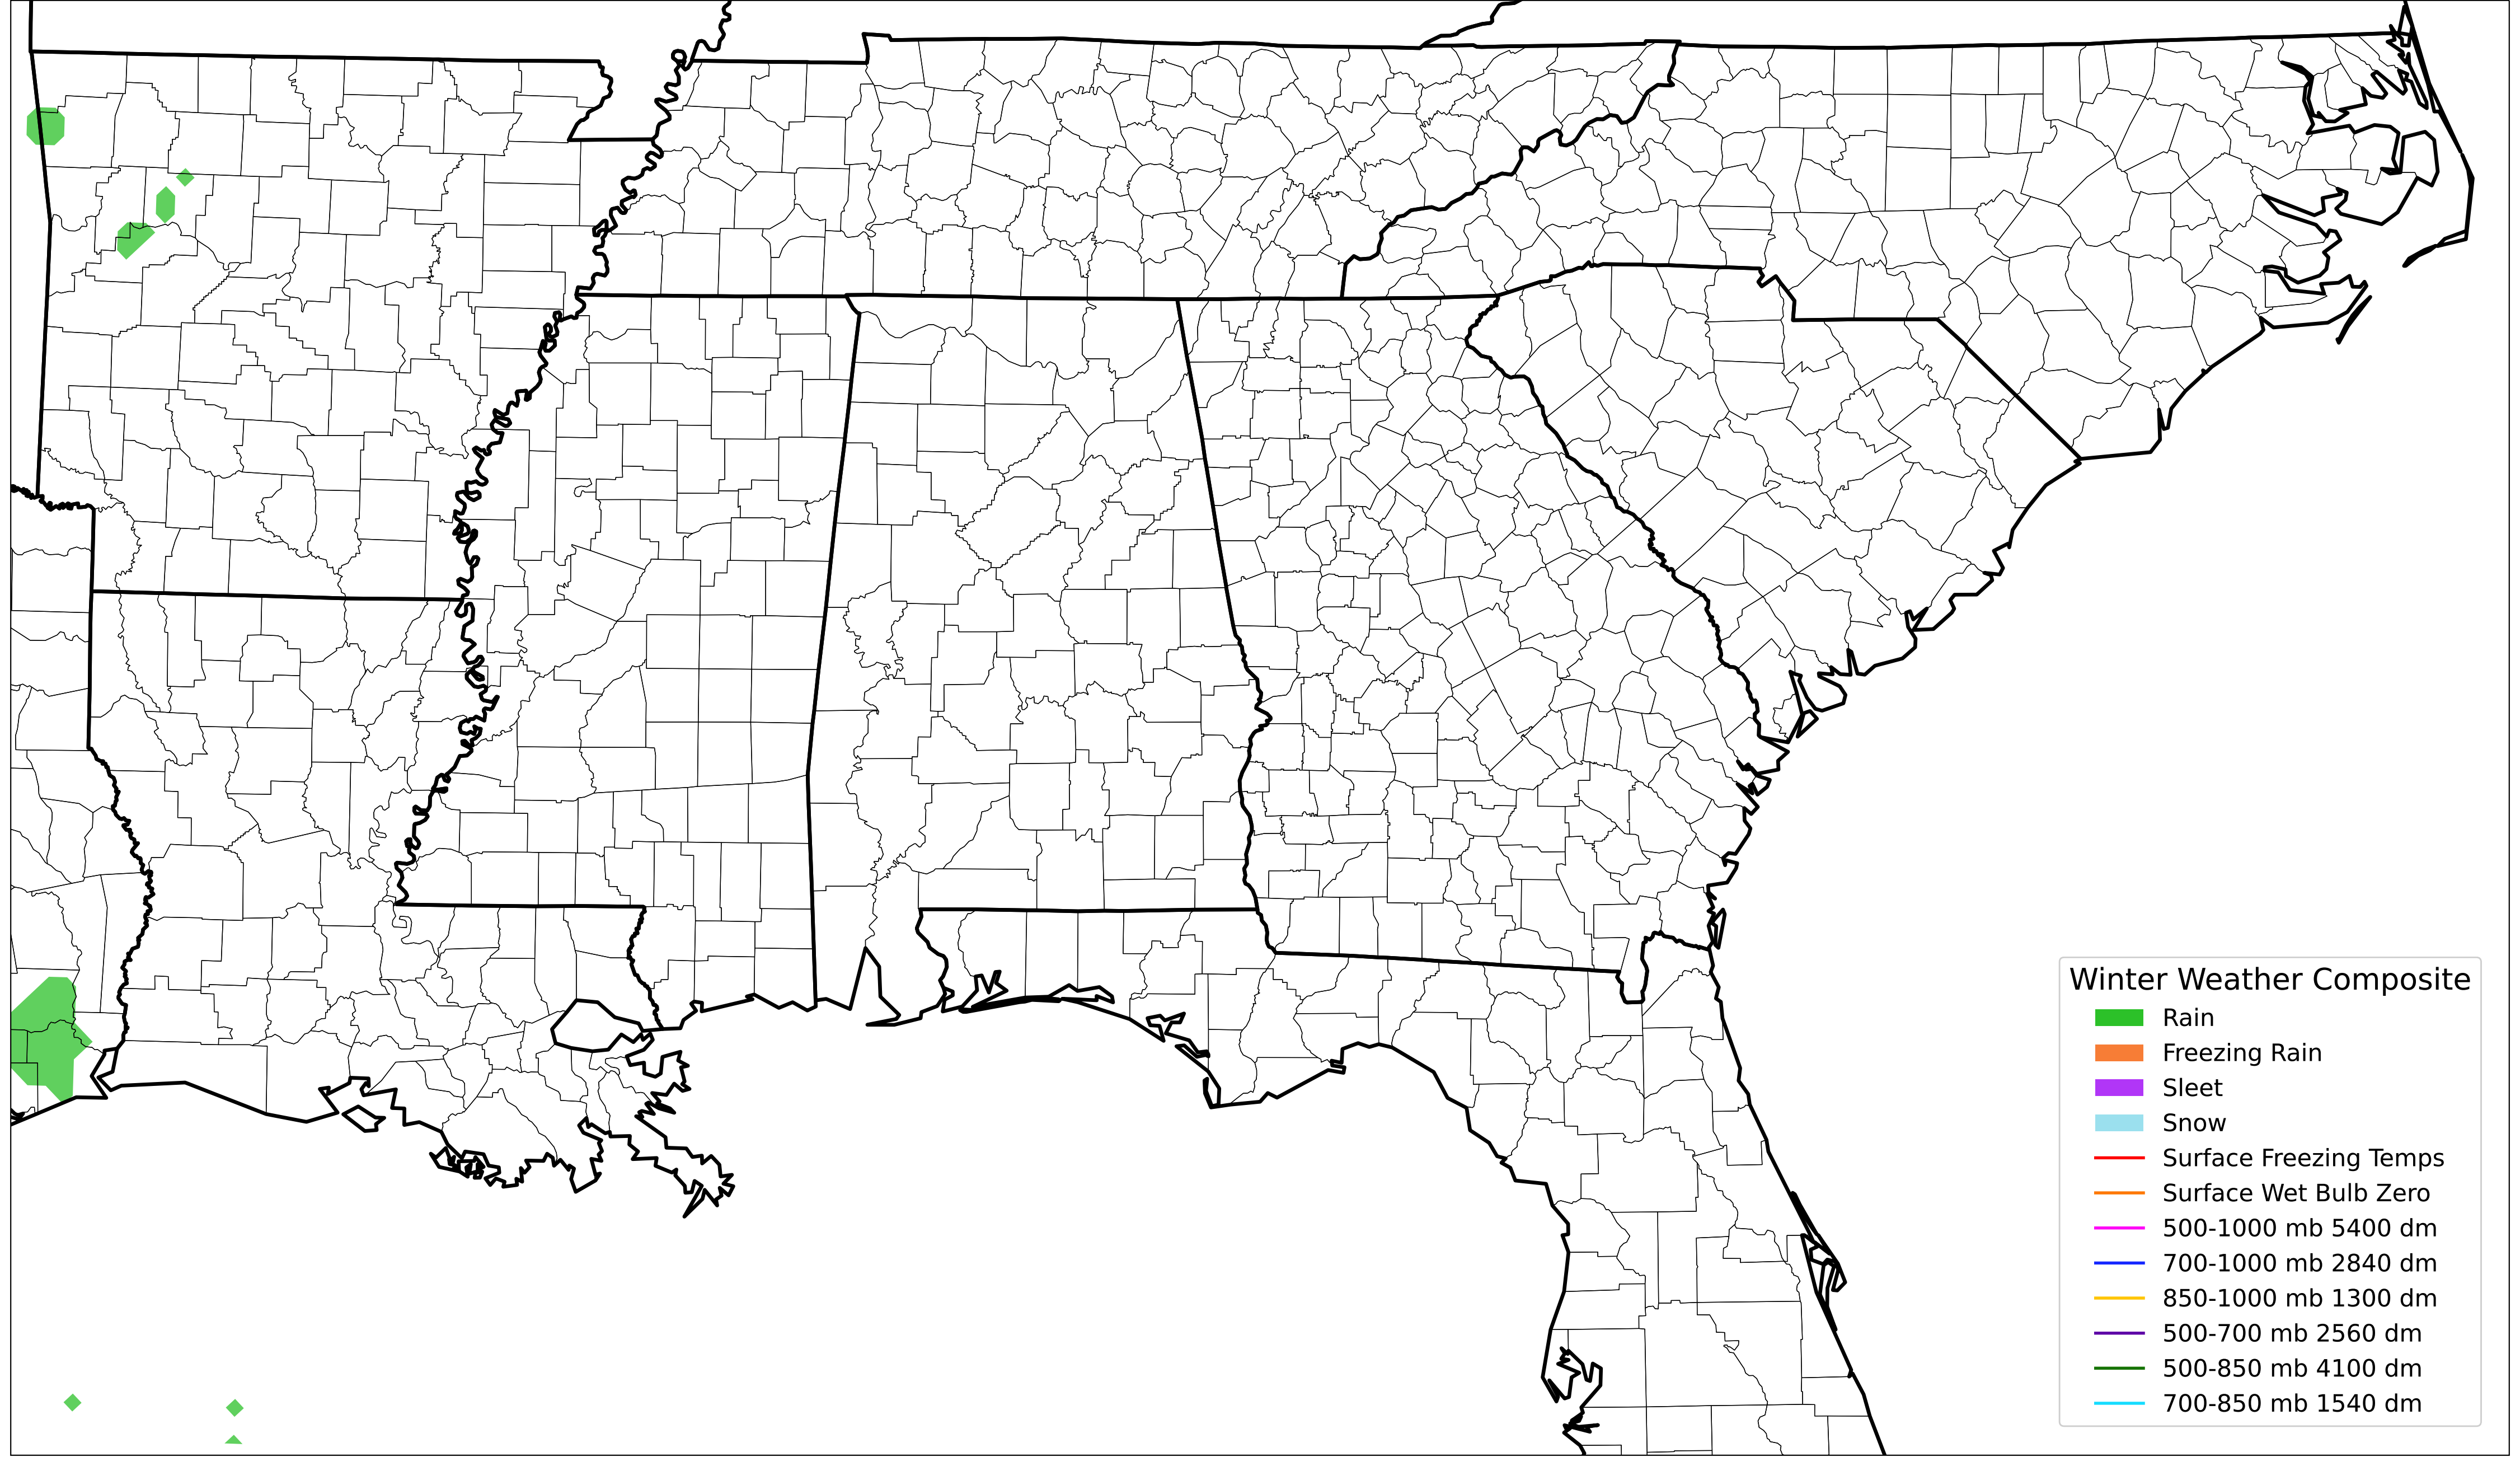 Winter Weather Composite
Rain
Freezing Rain
Sleet
Snow
Surface Freezing Temps
Surface Wet Bulb Zero
500-1000 mb 5400 dm
700-1000 mb 2840 dm
850-1000 mb 1300 dm
500-700 mb 2560 dm
500-850 mb 4100 dm
700-850 mb 1540 dm